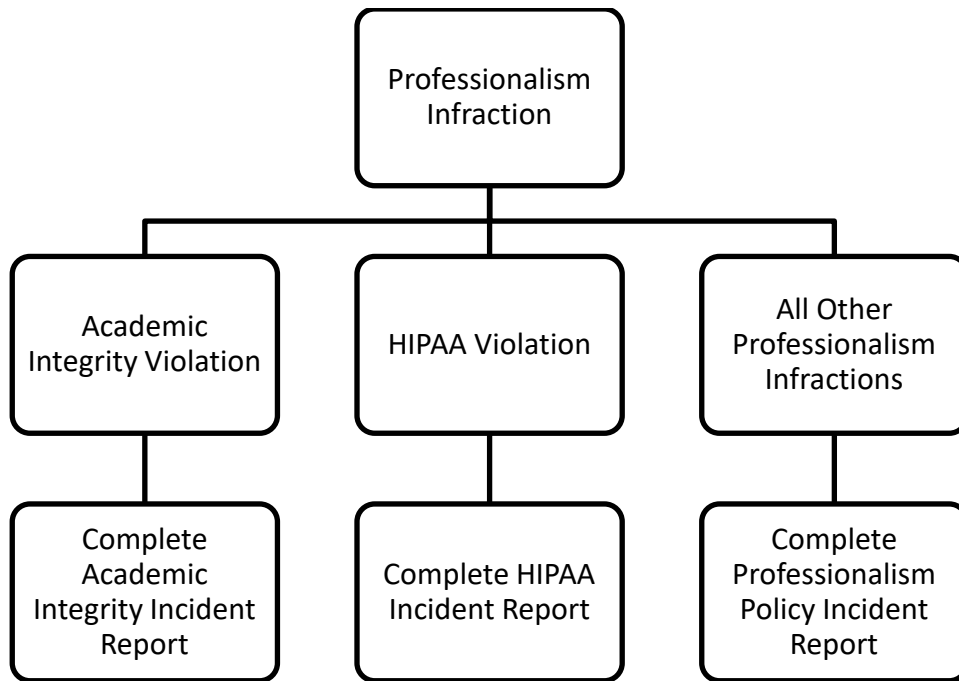 Professionalism
Infraction
Academic
Integrity Violation
HIPAA Violation
All Other
Professionalism
Infractions
Complete
Academic
Integrity Incident
Report
Complete HIPAA
Incident Report
Complete
Professionalism
Policy Incident
Report